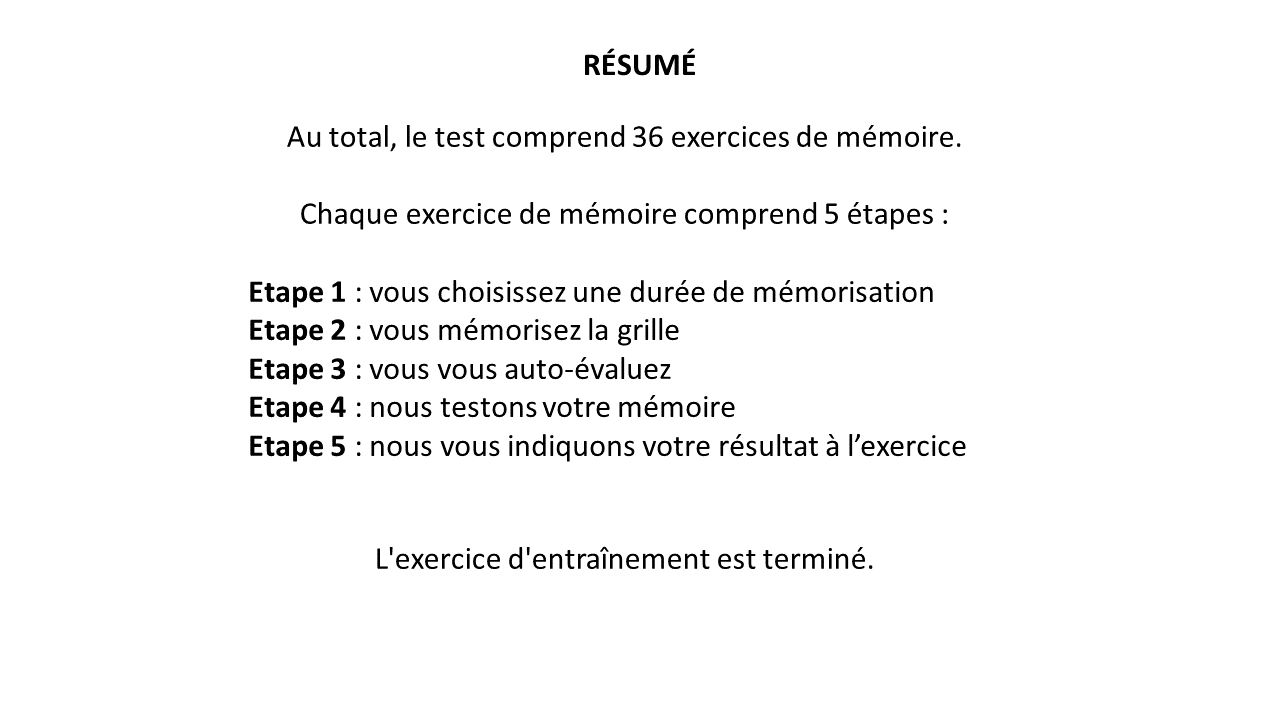 RÉSUMÉ
Au total, le test comprend 36 exercices de mémoire.
Chaque exercice de mémoire comprend 5 étapes :
Etape 1 : vous choisissez une durée de mémorisation
Etape 2 : vous mémorisez la grille
Etape 3 : vous vous auto-évaluez
Etape 4 : nous testons votre mémoire
Etape 5 : nous vous indiquons votre résultat à l’exercice
L'exercice d'entraînement est terminé.